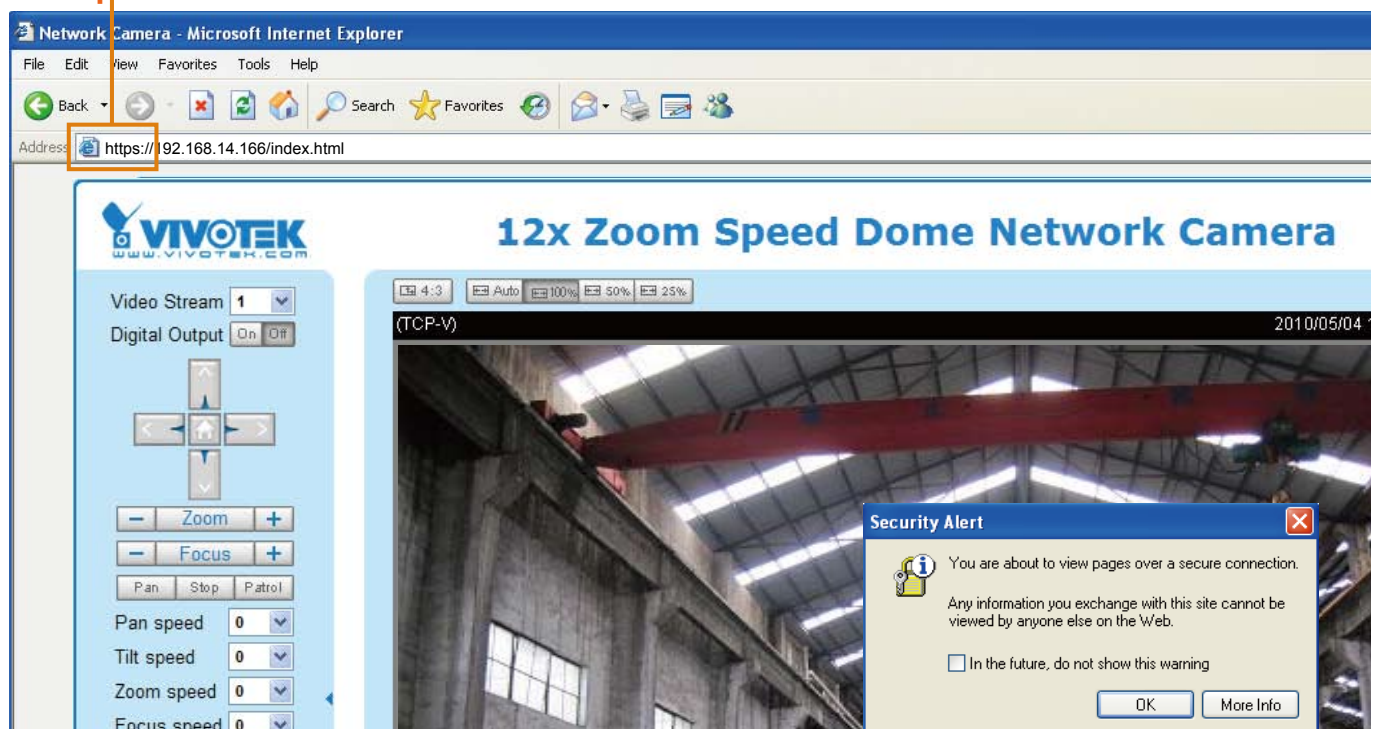 Network Camera - Microsoft Internet Explorer
File Edit View Favorites Tools Help
Back Search Favorites
Address https://192.168.14.166/index.html
VIVOTEK
www.vivotek.com
12x Zoom Speed Dome Network Camera
4:3 Auto 100% 50% 25%
Video Stream 1
Digital Output On Off
(TCP-V) 2010/05/04
Zoom
Focus
Pan Stop Patrol
Pan speed 0
Tilt speed 0
Zoom speed 0
Focus speed 0
Security Alert
You are about to view pages over a secure connection.
Any information you exchange with this site cannot be
viewed by anyone else on the Web.
In the future, do not show this warning
OK More Info